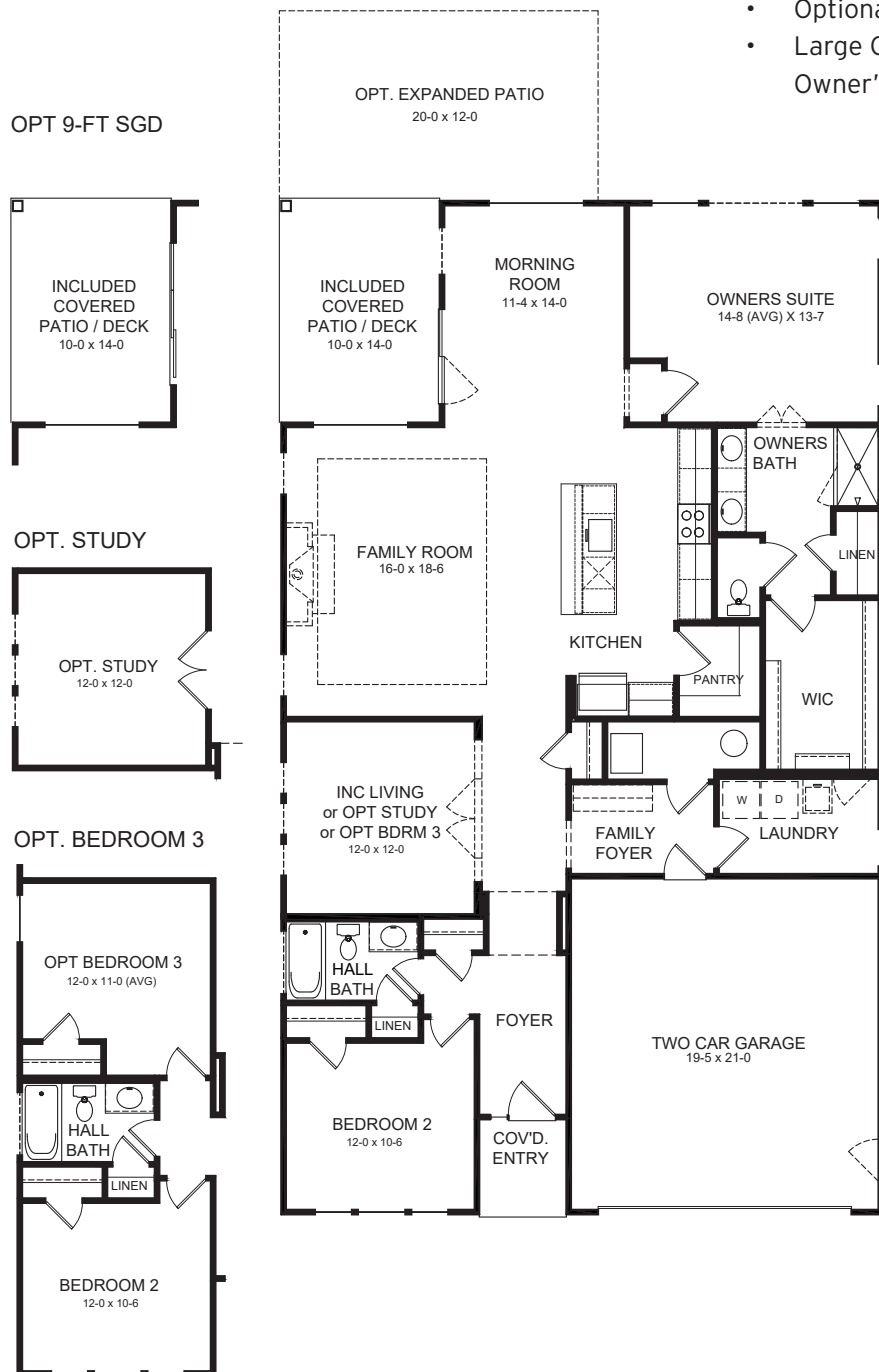 • Optiona
• Large O
Owner'
OPT 9-FT SGD
INCLUDED
COVERED
PATIO / DECK
10-0 x 14-0
OPT. STUDY
OPT. STUDY
12-0 x 12-0
OPT. BEDROOM 3
OPT BEDROOM 3
12-0 x 11-0 (AVG)
HALL
BATH
LINEN
BEDROOM 2
12-0 x 10-6
OPT. EXPANDED PATIO
20-0 x 12-0
INCLUDED
COVERED
PATIO / DECK
10-0 x 14-0
MORNING
ROOM
11-4 x 14-0
OWNERS SUITE
14-8 (AVG) X 13-7
OWNERS
BATH
LINEN
FAMILY ROOM
16-0 x 18-6
KITCHEN
PANTRY
WIC
INC LIVING
or OPT STUDY
or OPT BDRM 3
12-0 x 12-0
FAMILY
FOYER
W D
LAUNDRY
HALL
BATH
LINEN
FOYER
TWO CAR GARAGE
19-5 x 21-0
BEDROOM 2
12-0 x 10-6
COV'D.
ENTRY